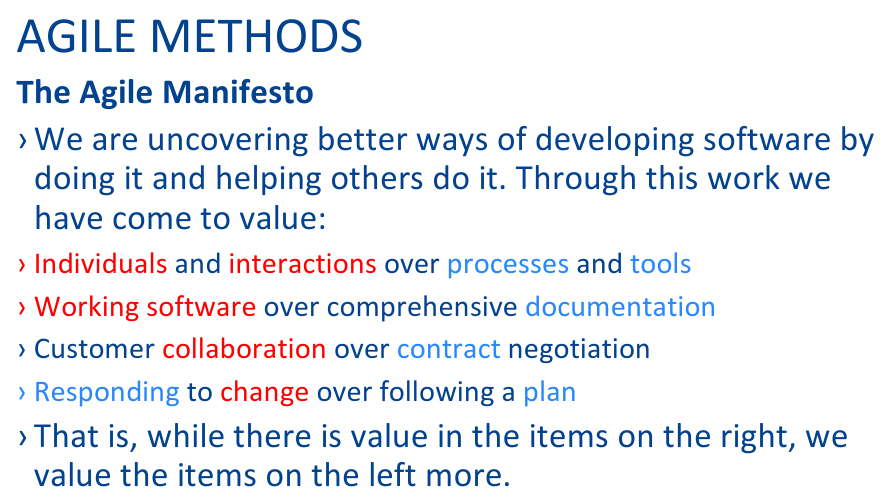 AGILE METHODS
The Agile Manifesto
› We are uncovering better ways of developing software by
doing it and helping others do it. Through this work we
have come to value:
› Individuals and interactions over processes and tools
› Working software over comprehensive documentation
› Customer collaboration over contract negotiation
› Responding to change over following a plan
› That is, while there is value in the items on the right, we
value the items on the left more.